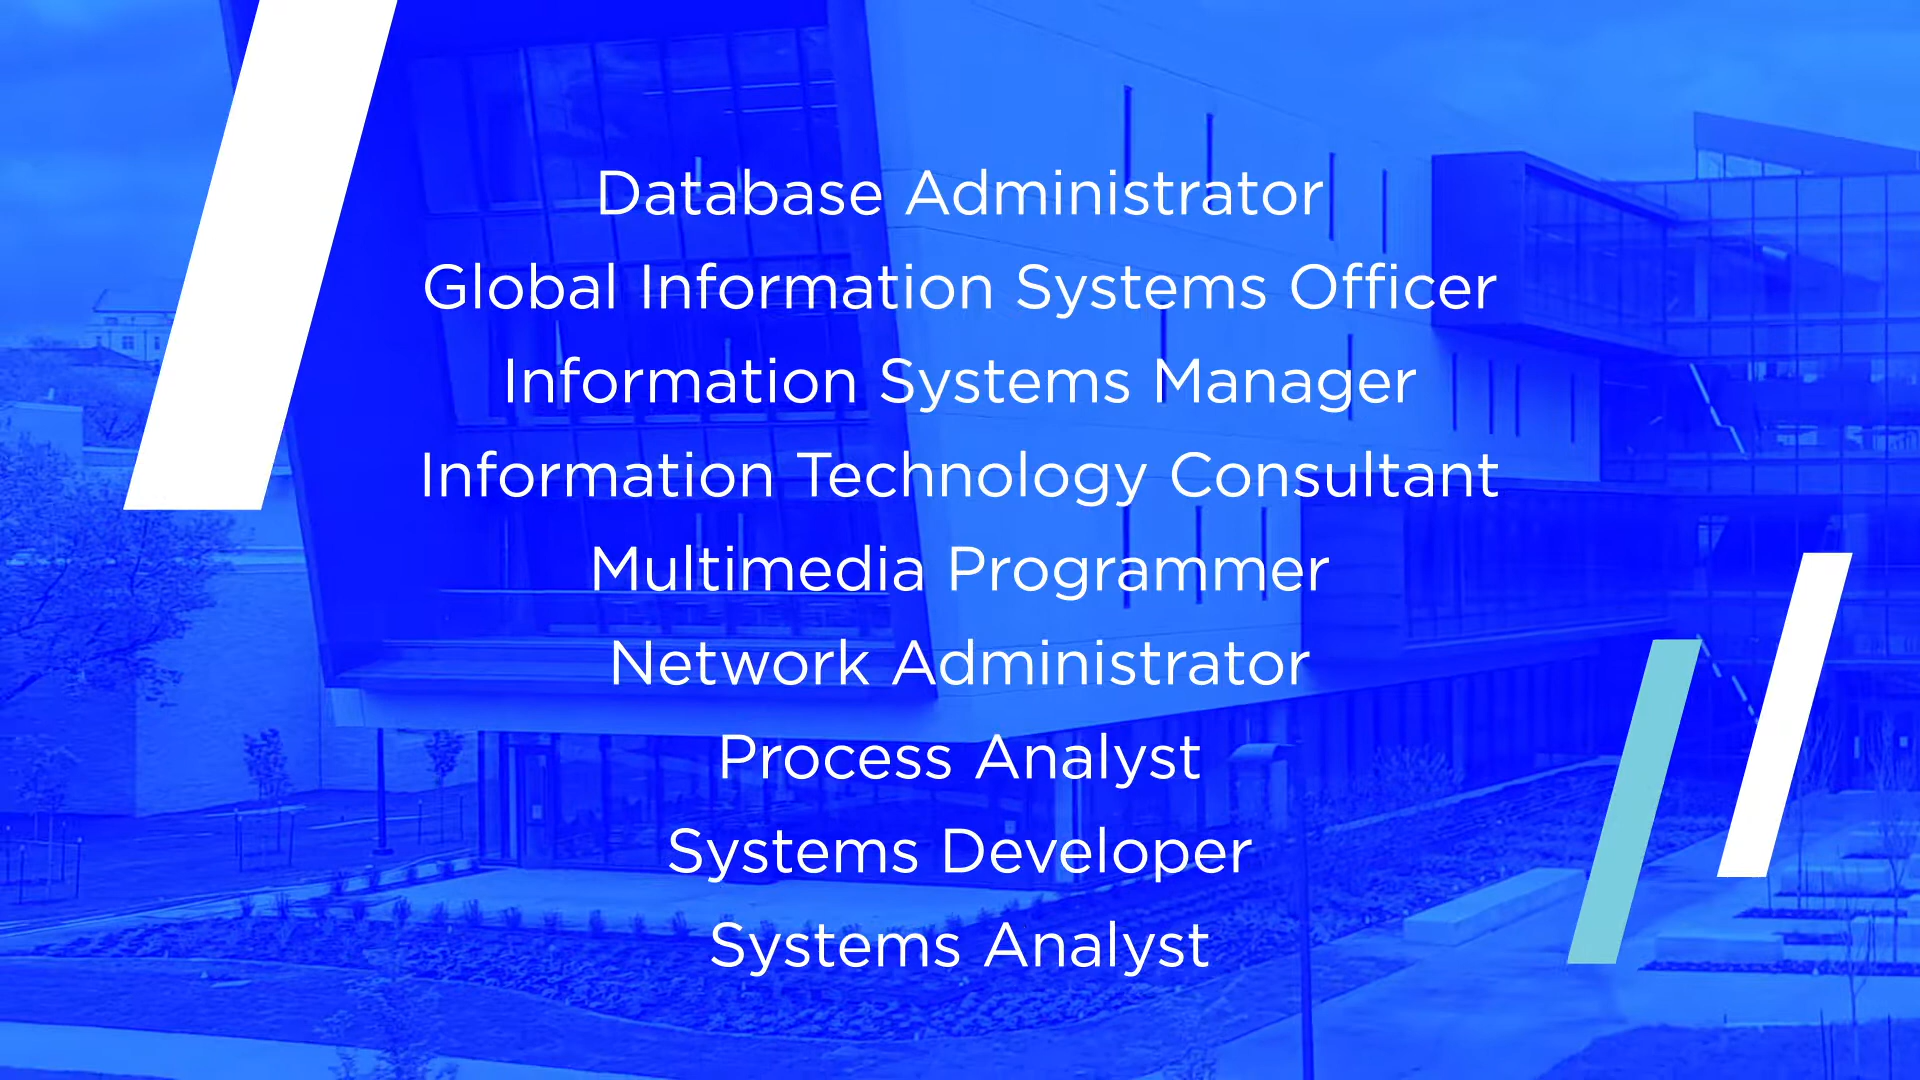 Database Administrator
Global Information Systems Officer
Information Systems Manager
Information Technology Consultant
Multimedia Programmer
Network Administrator
Process Analyst
Systems Developer
Systems Analyst